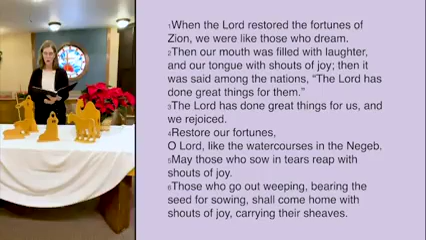 1When the Lord restored the fortunes of
Zion, we were like those who dream.
2Then our mouth was filled with laughter,
and our tongue with shouts of joy; then it
was said among the nations, “The Lord has
done great things for them.”
3The Lord has done great things for us, and
we rejoiced.
4Restore our fortunes,
O Lord, like the watercourses in the Negeb.
5May those who sow in tears reap with
shouts of joy.
6Those who go out weeping, bearing the
seed for sowing, shall come home with
shouts of joy, carrying their sheaves.